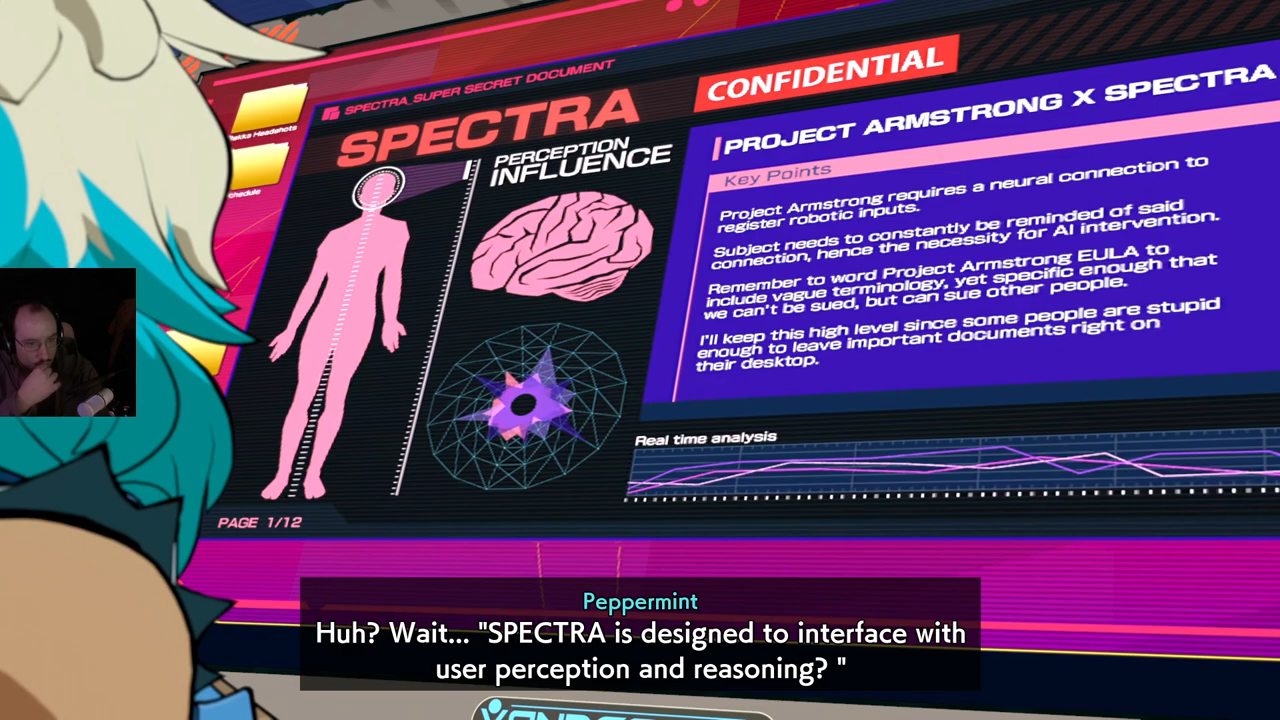 SPECTRA_SUPER SECRET DOCUMENT
CONFIDENTIAL
Headshots
SPECTRA
PERCEPTION
INFLUENCE
PROJECT ARMSTRONG X SPECTRA
Key Points
Project Armstrong requires a neural connection to
register robotic inputs.
Subject needs to constantly be reminded of said
connection, hence the necessity for AI intervention.
Remember to word Project Armstrong EULA to
include vague terminology, yet specific enough that
we can't be sued, but can sue other people.
I'll keep this high level since some people are stupid
enough to leave important documents right on
their desktop.
Real time analysis
PAGE 1/12
Peppermint
Huh? Wait... "SPECTRA is designed to interface with
user perception and reasoning? "